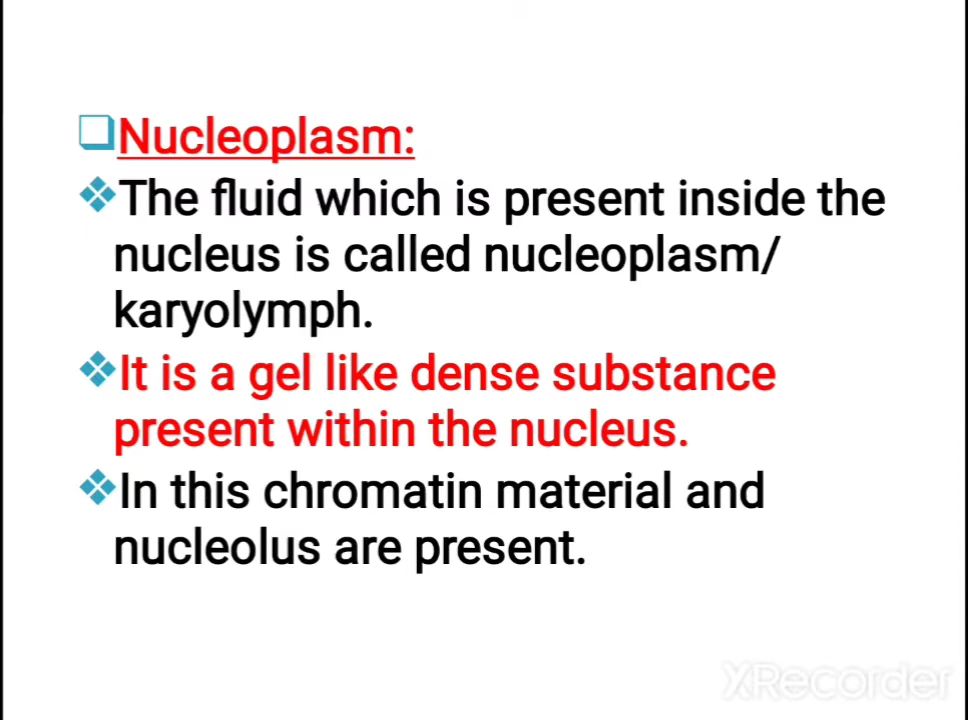 Nucleoplasm:
The fluid which is present inside the
nucleus is called nucleoplasm/
karyolymph.
It is a gel like dense substance
present within the nucleus.
In this chromatin material and
nucleolus are present.
XRecorder